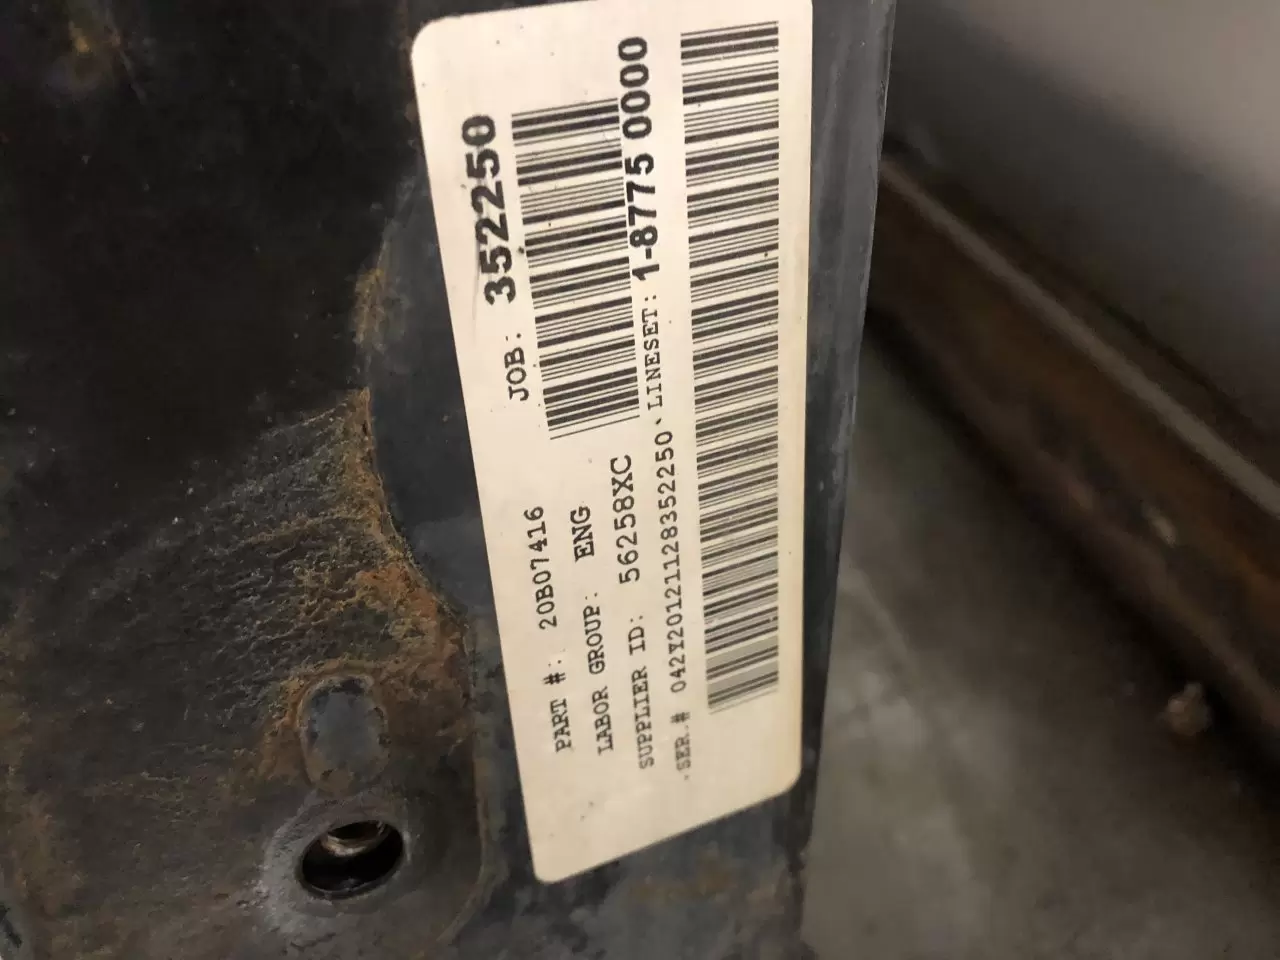 PART #: 20B07416 JOB: 352250
LABOR GROUP: ENG
SUPPLIER ID: 56258XC
SER.# 042Y20121128352250 LINESET: 1-8775 0000